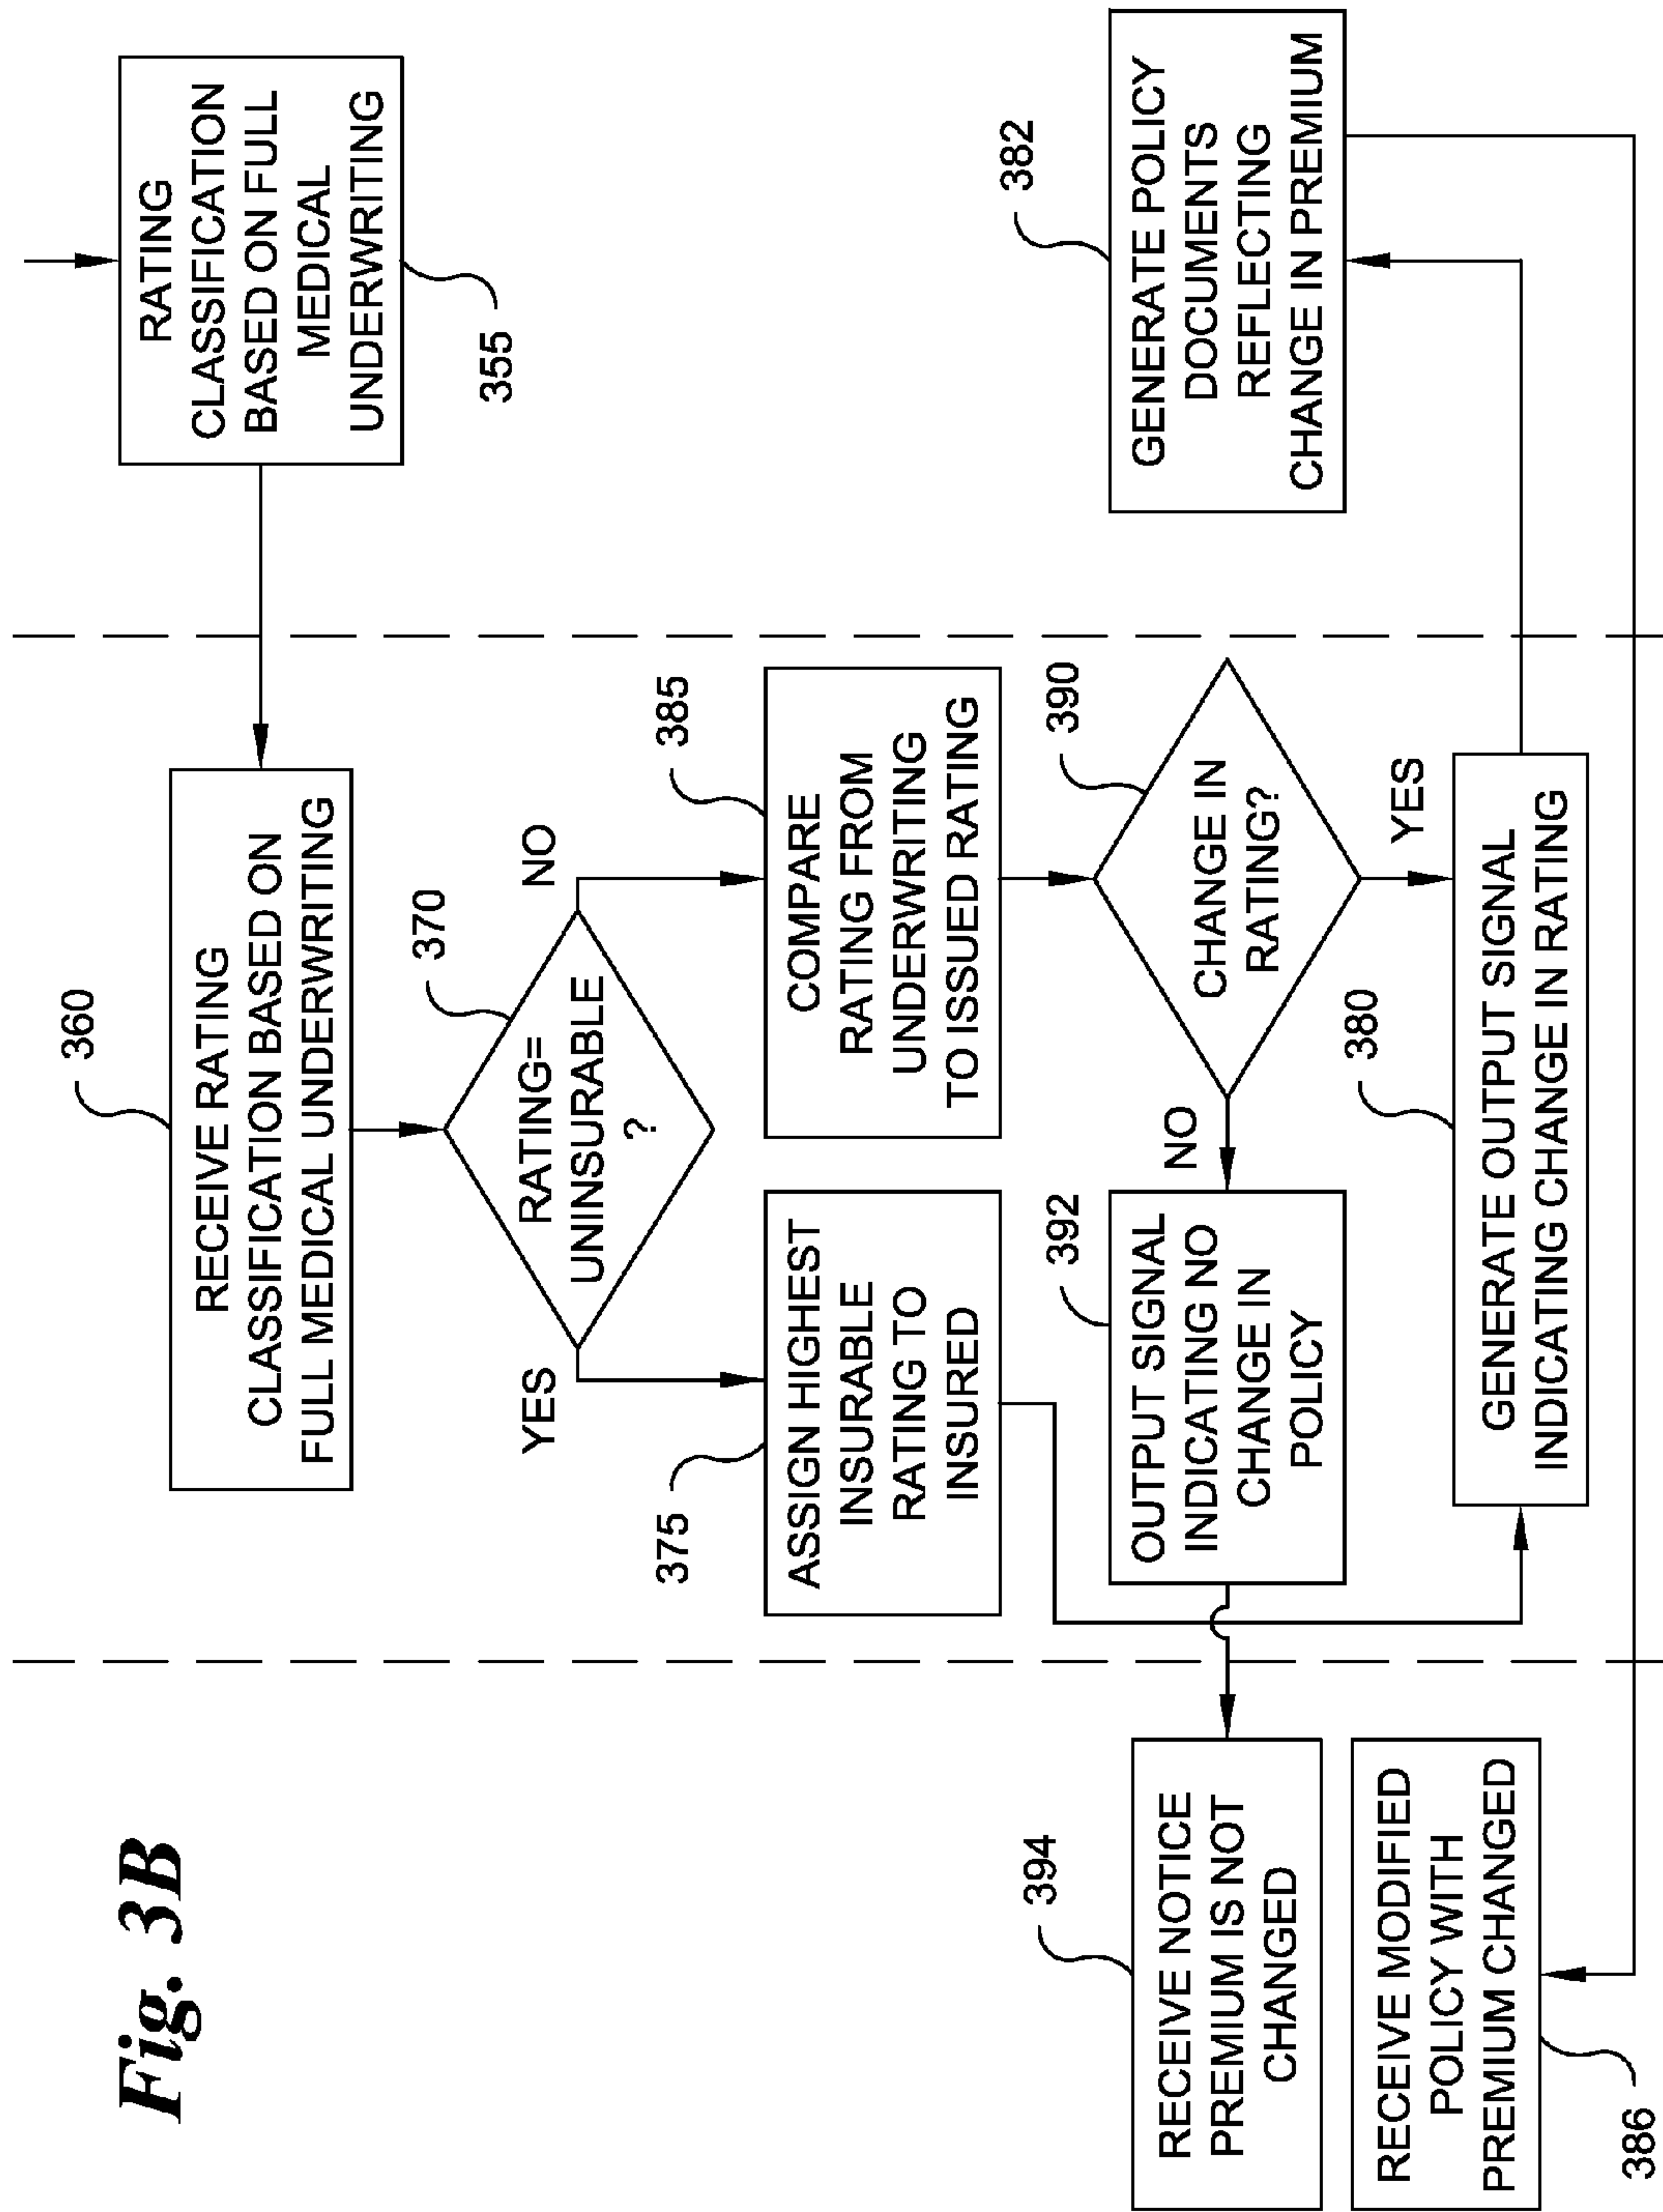 Fig. 3B
RATING
CLASSIFICATION
BASED ON FULL
MEDICAL
UNDERWRITING
355
360
RECEIVE RATING
CLASSIFICATION BASED ON
FULL MEDICAL UNDERWRITING
370
RATING=
UNINSURABLE
?
YES
NO
375
ASSIGN HIGHEST
INSURABLE
RATING TO
INSURED
385
COMPARE
RATING FROM
UNDERWRITING
TO ISSUED RATING
390
CHANGE IN
RATING?
NO
YES
392
OUTPUT SIGNAL
INDICATING NO
CHANGE IN
POLICY
394
RECEIVE NOTICE
PREMIUM IS NOT
CHANGED
380
GENERATE OUTPUT SIGNAL
INDICATING CHANGE IN RATING
382
GENERATE POLICY
DOCUMENTS
REFLECTING
CHANGE IN PREMIUM
RECEIVE MODIFIED
POLICY WITH
PREMIUM CHANGED
386